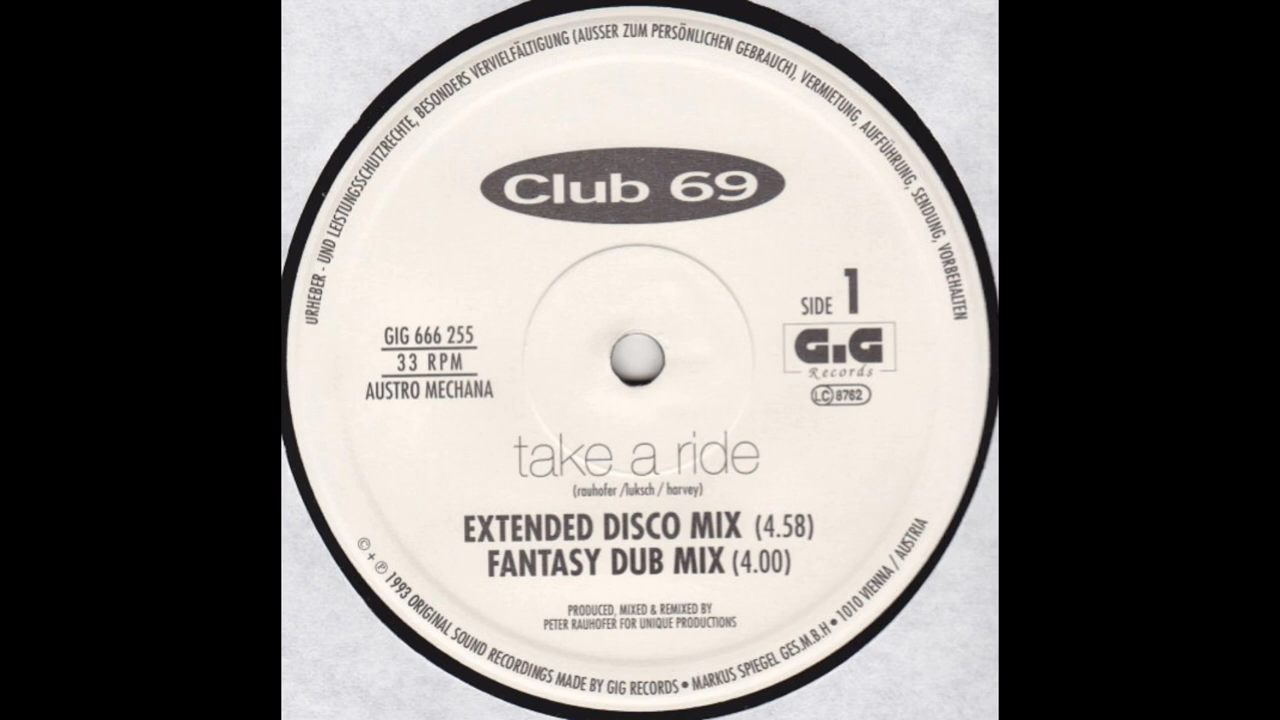 URHEBER - UND LEISTUNGSSCHUTZRECHTE, BESONDERS VERVIELFÄLTIGUNG (AUSSER ZUM PERSÖNLICHEN GEBRAUCH), VERMIETUNG, AUFFÜHRUNG, SENDUNG, VORBEHALTEN
Club 69
SIDE 1
GIG 666 255
33 RPM
AUSTRO MECHANA
G.G
Records
LC 8762
take a ride
(rauhofer /luksch / harvey)
EXTENDED DISCO MIX (4.58)
FANTASY DUB MIX (4.00)
PRODUCED, MIXED & REMIXED BY
PETER RAUHOFER FOR UNIQUE PRODUCTIONS
© + ℗ 1993 ORIGINAL SOUND RECORDINGS MADE BY GIG RECORDS • MARKUS SPIEGEL GES.M.B.H • 1010 VIENNA / AUSTRIA